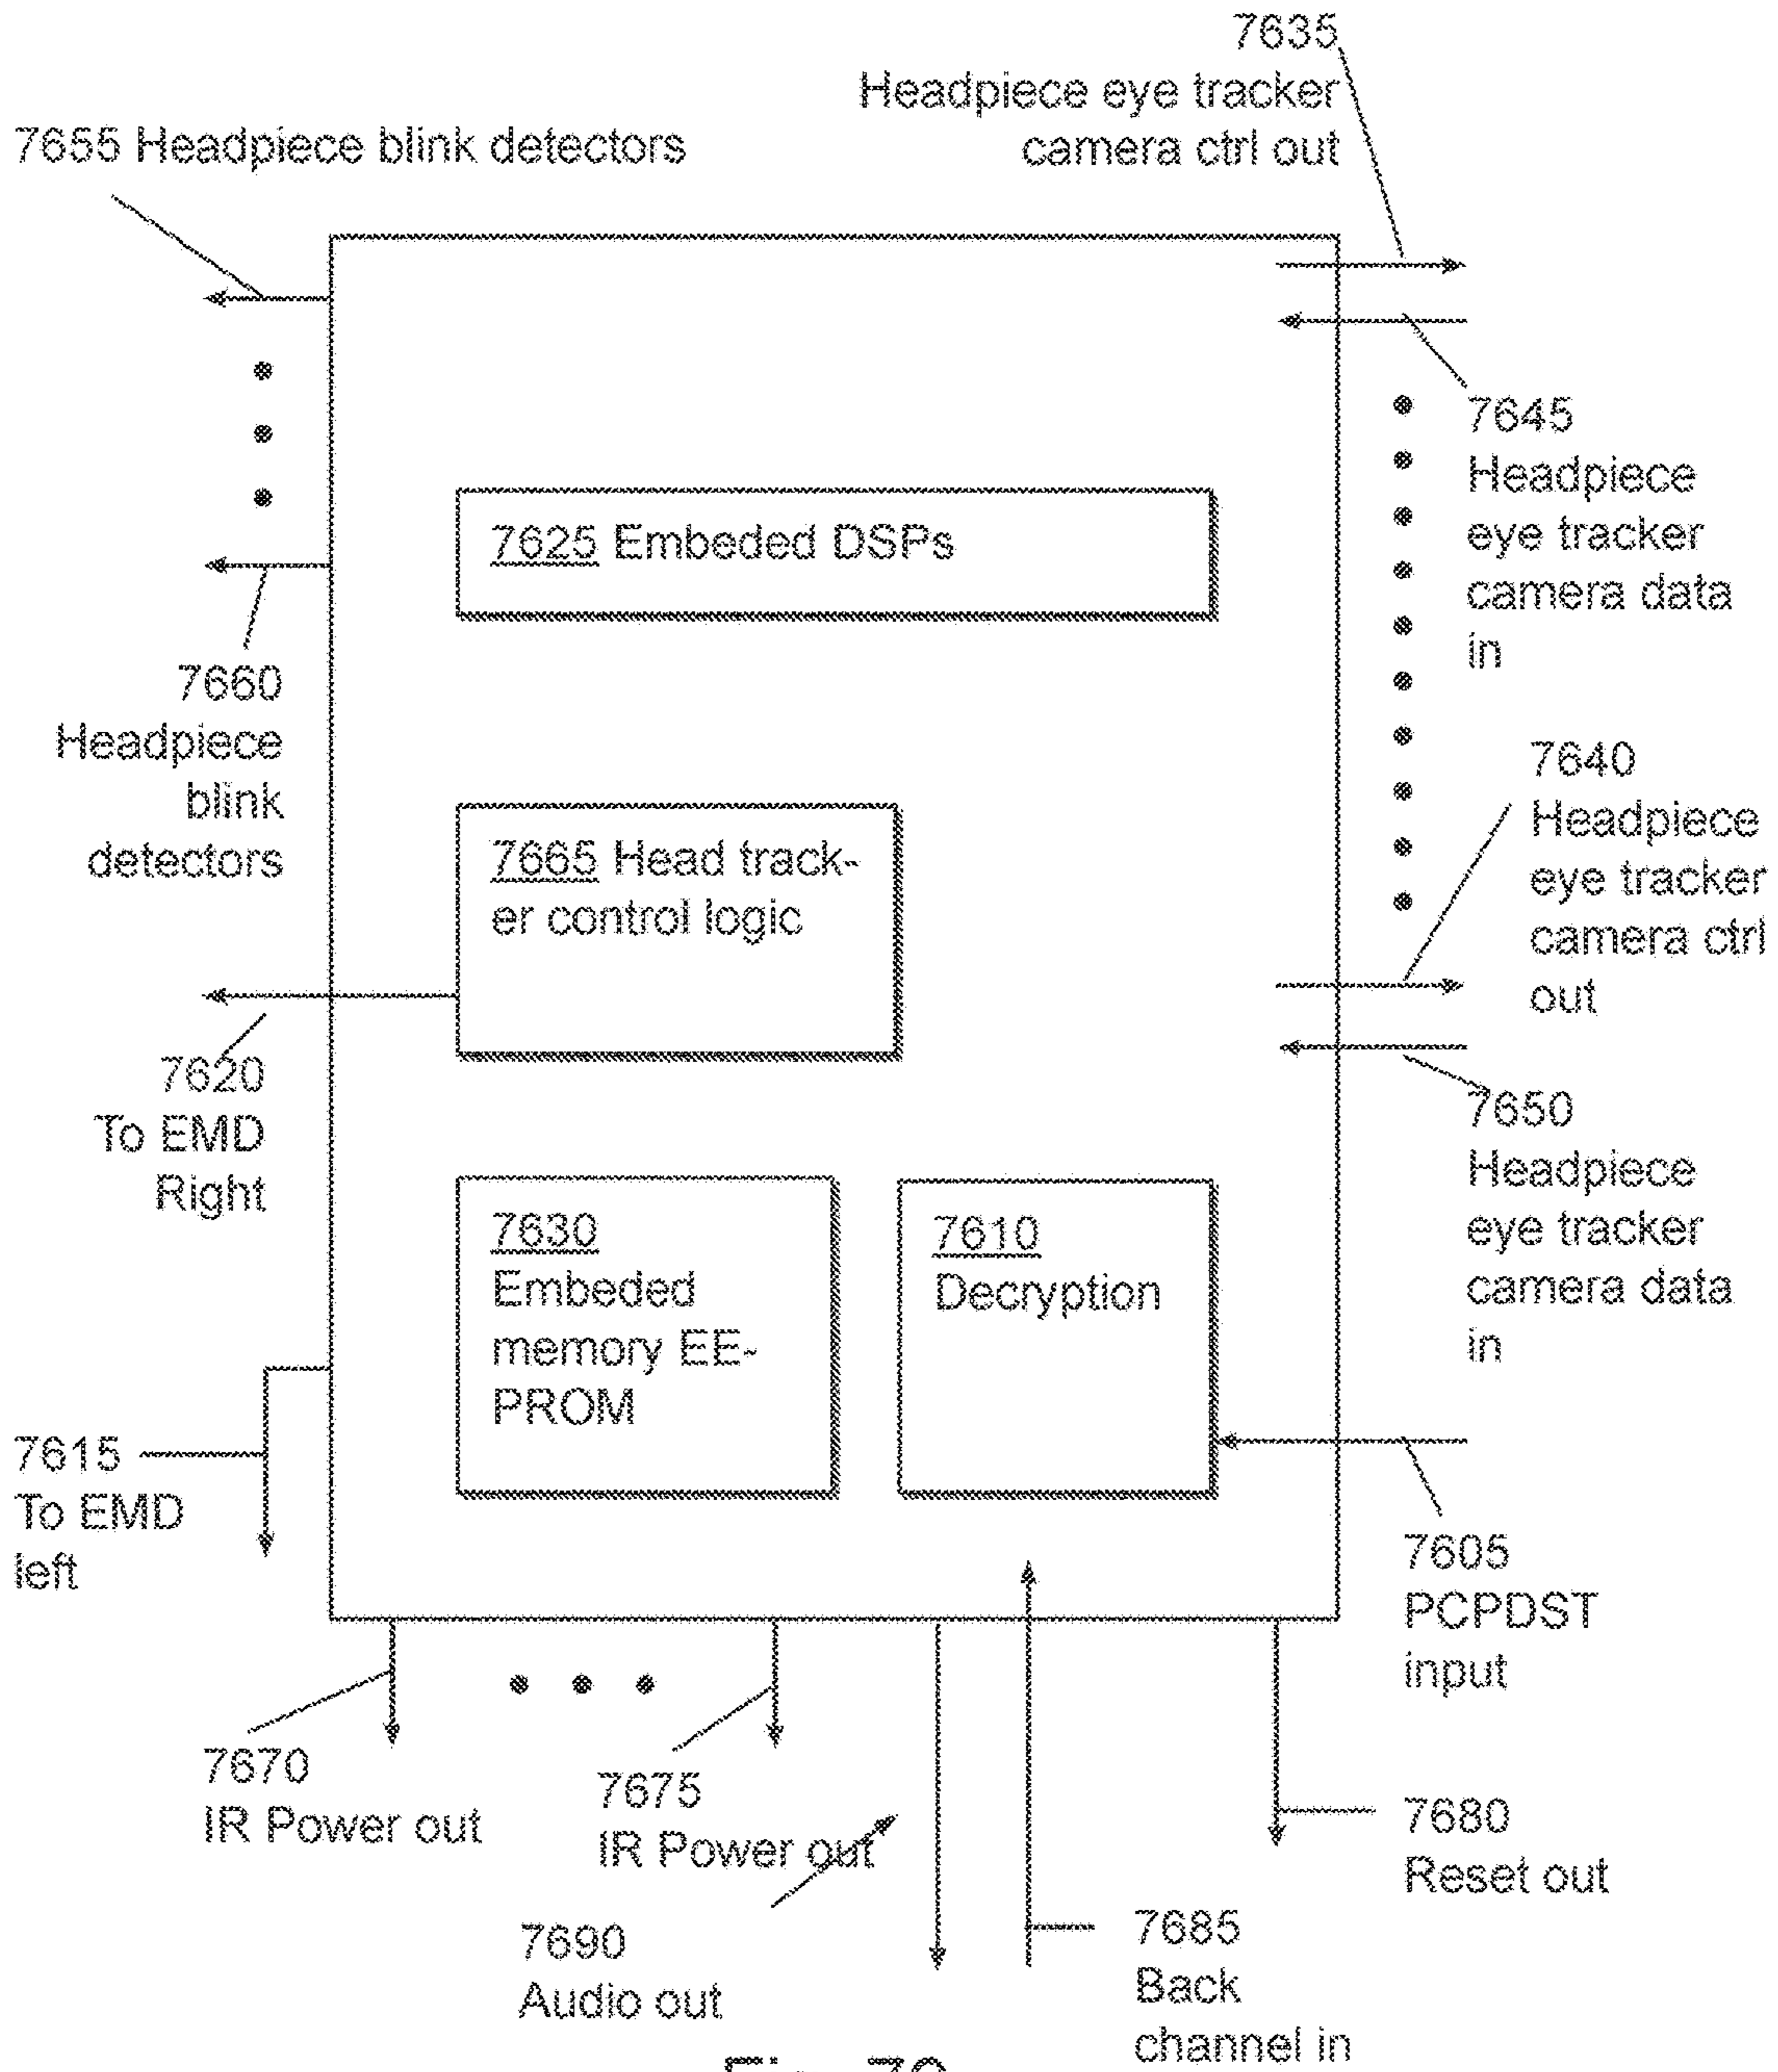 7635
Headpiece eye tracker
camera ctrl out
7655 Headpiece blink detectors
7645
Headpiece
eye tracker
camera data
in
7625 Embeded DSPs
7660
Headpiece
blink
detectors
7640
Headpiece
eye tracker
camera ctrl
out
7665 Head track-
er control logic
7620
To EMD
Right
7650
Headpiece
eye tracker
camera data
in
7630
Embeded
memory EE-
PROM
7610
Decryption
7615
To EMD
left
7605
PCPDST
input
7670
IR Power out
7675
IR Power out
7680
Reset out
7690
Audio out
7685
Back
channel in